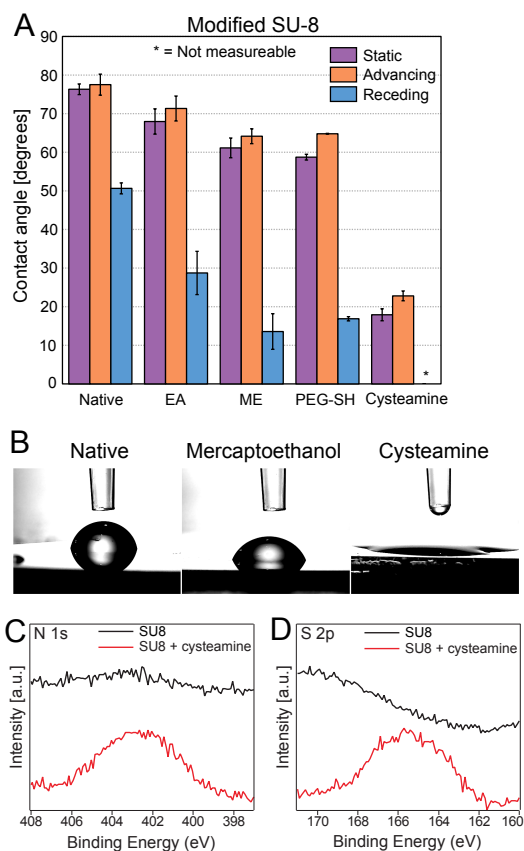 A
Modified SU-8
* = Not measureable
Static
Advancing
Receding
Contact angle [degrees]
90
80
70
60
50
40
30
20
10
0
*
Native EA ME PEG-SH Cysteamine
B
Native Mercaptoethanol Cysteamine
C N 1s
SU8
SU8 + cysteamine
Intensity [a.u.]
408 406 404 402 400 398
Binding Energy (eV)
D S 2p
SU8
SU8 + cysteamine
Intensity [a.u.]
170 168 166 164 162 160
Binding Energy (eV)